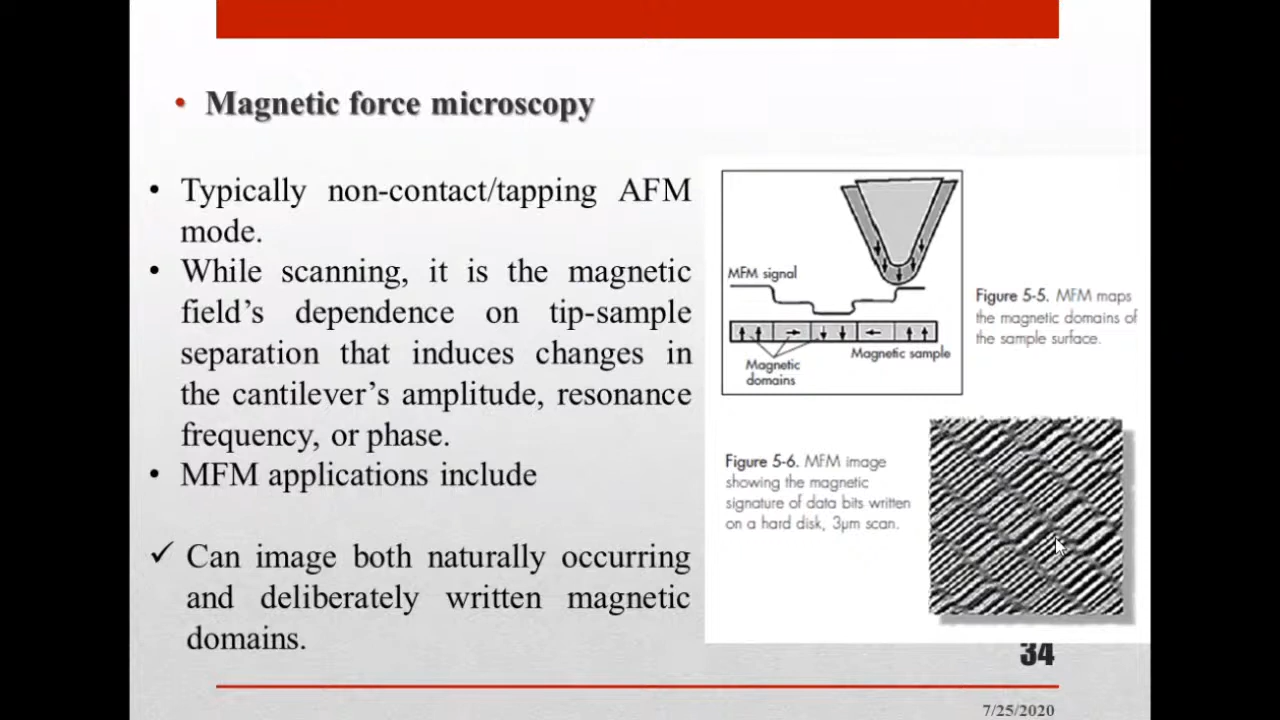 • Magnetic force microscopy
• Typically non-contact/tapping AFM
mode.
• While scanning, it is the magnetic
field’s dependence on tip-sample
separation that induces changes in
the cantilever’s amplitude, resonance
frequency, or phase.
• MFM applications include
✓ Can image both naturally occurring
and deliberately written magnetic
domains.
MFM signal
Magnetic sample
Magnetic
domains
Figure 5-5. MFM maps
the magnetic domains of
the sample surface.
Figure 5-6. MFM image
showing the magnetic
signature of data bits written
on a hard disk, 3µm scan.
34
7/25/2020